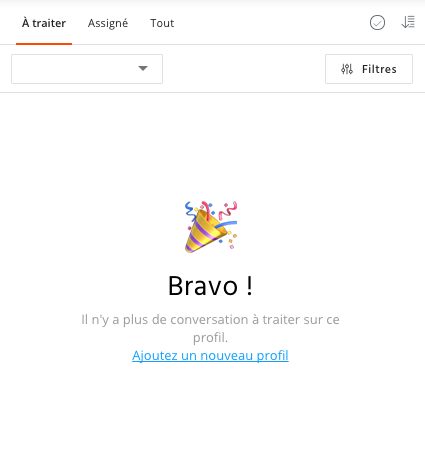 À traiter Assigné Tout
Filtres
Bravo !
Il n'y a plus de conversation à traiter sur ce
profil.
Ajoutez un nouveau profil